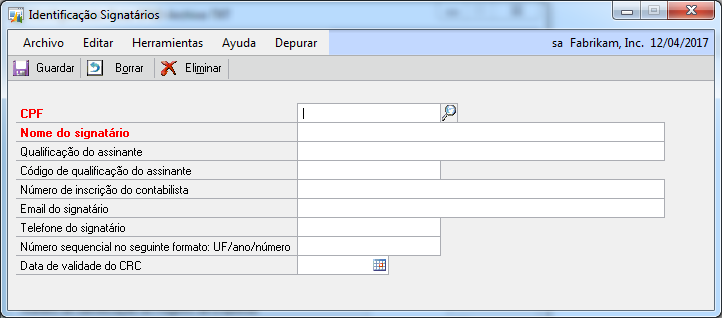 Identificação Signatários
Archivo Editar Herramientas Ayuda Depurar sa Fabrikam, Inc. 12/04/2017
Guardar Borrar Eliminar
CPF
Nome do signatário
Qualificação do assinante
Código de qualificação do assinante
Número de inscrição do contabilista
Email do signatário
Telefone do signatário
Número sequencial no seguinte formato: UF/ano/número
Data de validade do CRC